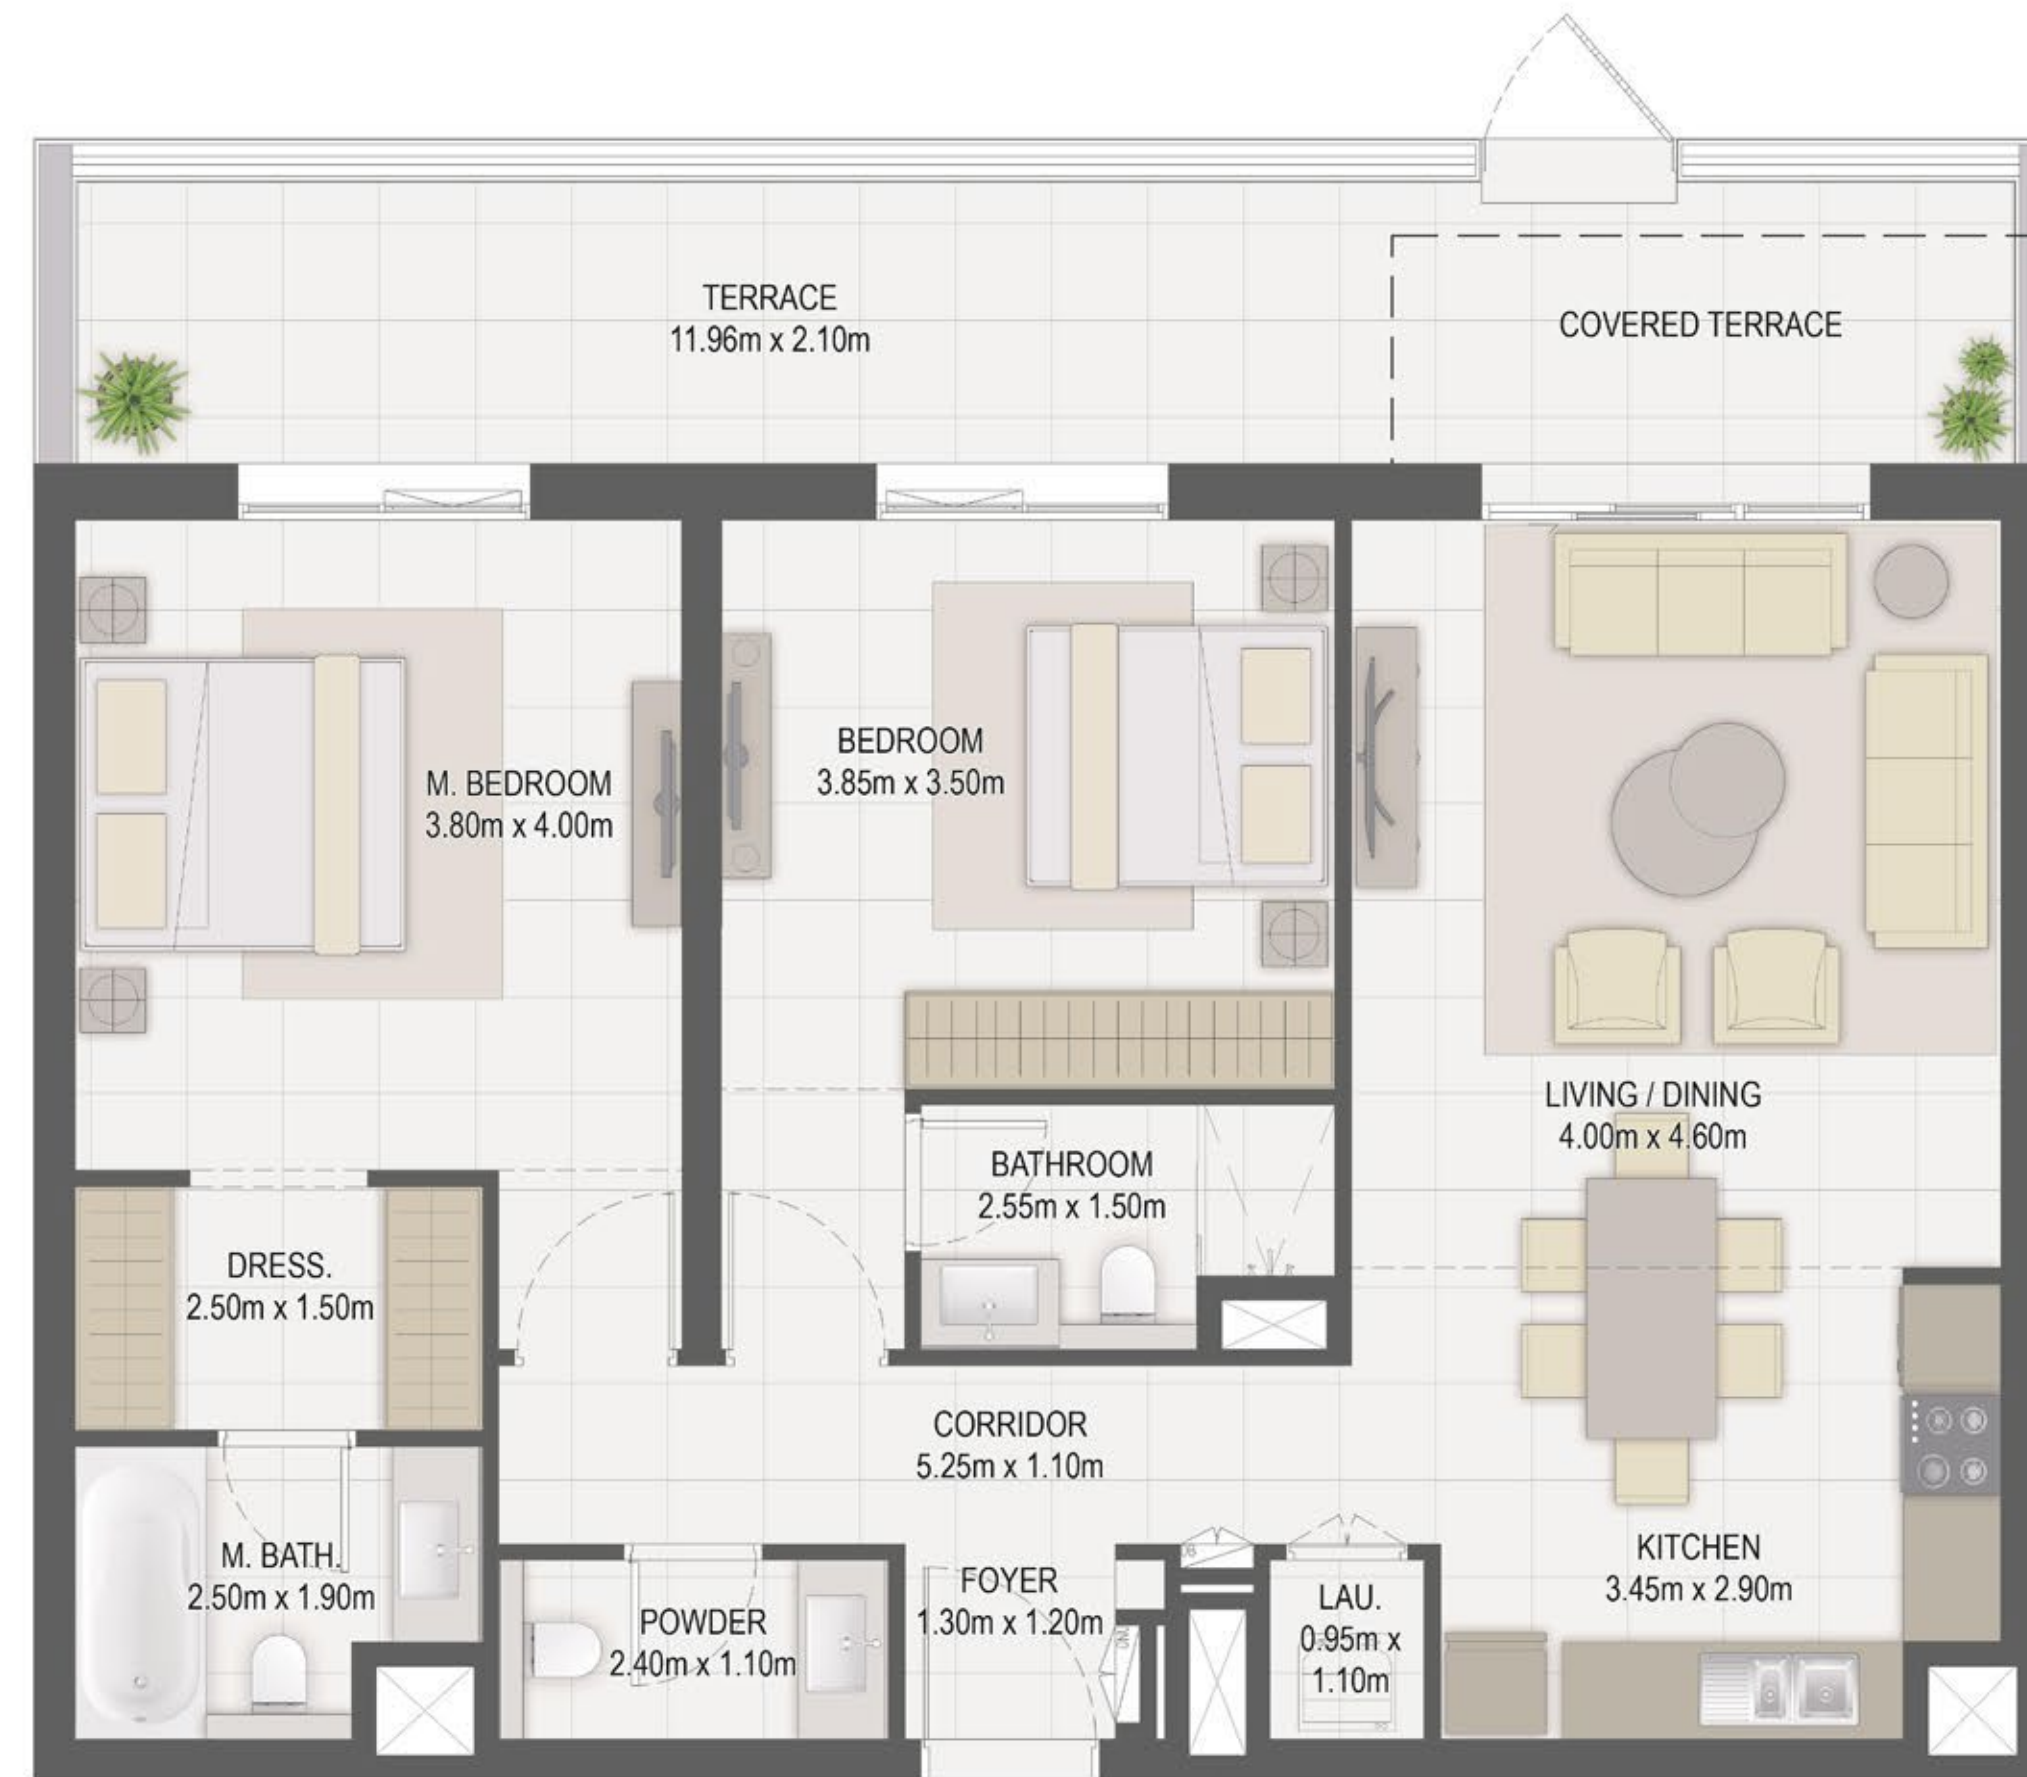 TERRACE
11.96m x 2.10m
COVERED TERRACE
M. BEDROOM
3.80m x 4.00m
BEDROOM
3.85m x 3.50m
LIVING / DINING
4.00m x 4.60m
BATHROOM
2.55m x 1.50m
DRESS.
2.50m x 1.50m
CORRIDOR
5.25m x 1.10m
M. BATH.
2.50m x 1.90m
POWDER
2.40m x 1.10m
FOYER
1.30m x 1.20m
LAU.
0.95m x
1.10m
KITCHEN
3.45m x 2.90m